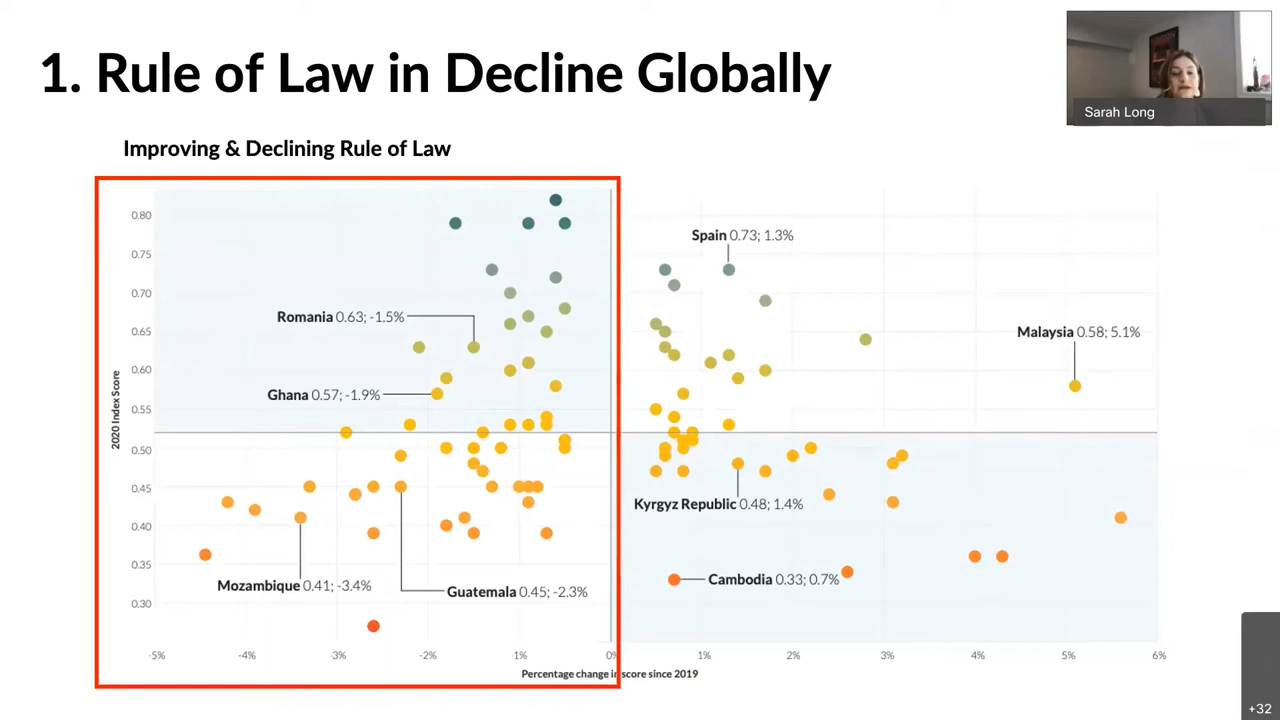 1. Rule of Law in Decline Globally
Sarah Long
Improving & Declining Rule of Law
0.80
0.75
0.70
0.65
0.60
0.55
0.50
0.45
0.40
0.35
0.30
2020 Index Score
Spain 0.73; 1.3%
Romania 0.63; -1.5%
Malaysia 0.58; 5.1%
Ghana 0.57; -1.9%
Kyrgyz Republic 0.48; 1.4%
Mozambique 0.41; -3.4%
Guatemala 0.45; -2.3%
Cambodia 0.33; 0.7%
-5% -4% -3% -2% 1% 0% 1% 2% 3% 4% 5% 6%
Percentage change in score since 2019
+32